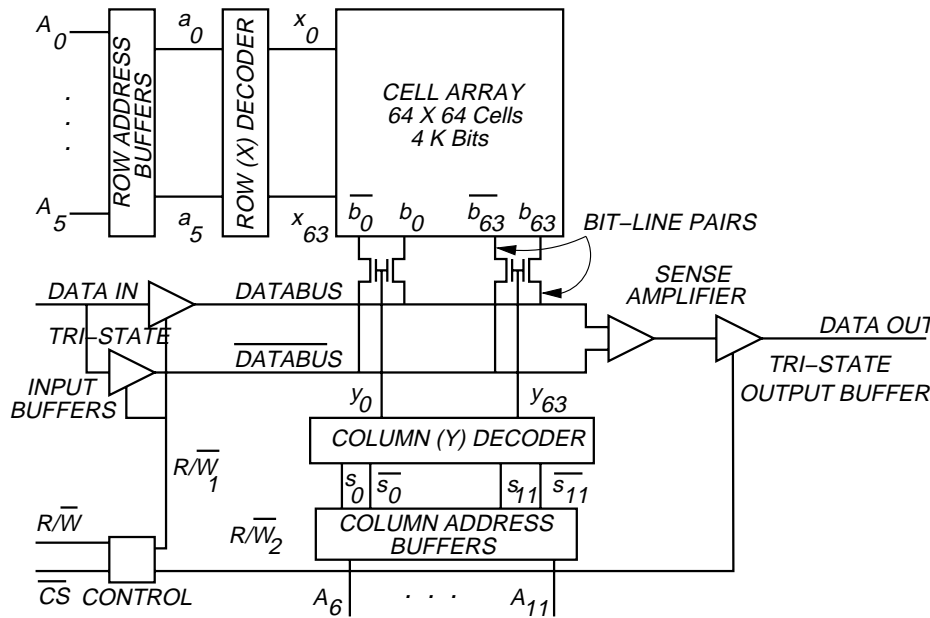 A0
.
.
.
A5
ROW ADDRESS
BUFFERS
a0
a5
ROW (X) DECODER
x0
x63
CELL ARRAY
64 X 64 Cells
4 K Bits
b̅0 b0 b̅63 b63
BIT–LINE PAIRS
SENSE
AMPLIFIER
DATA IN
DATABUS
TRI–STATE
D̅A̅T̅A̅B̅U̅S̅
INPUT
BUFFERS
DATA OUT
TRI–STATE
OUTPUT BUFFER
y0
y63
COLUMN (Y) DECODER
R/W̅1
s0 s̅0 s11 s̅11
R/W̅
R/W̅2
COLUMN ADDRESS
BUFFERS
C̅S̅ CONTROL
A6 . . . A11